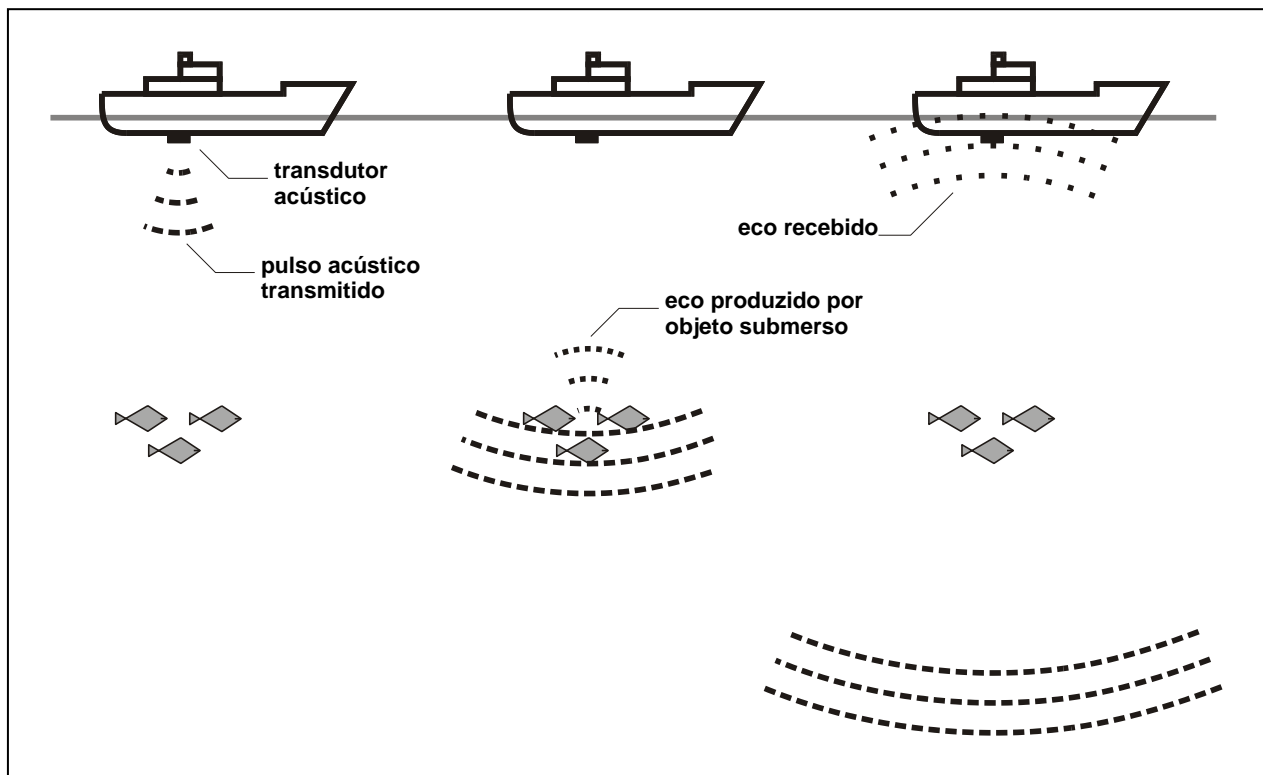 transdutor
acústico
eco recebido
pulso acústico
transmitido
eco produzido por
objeto submerso